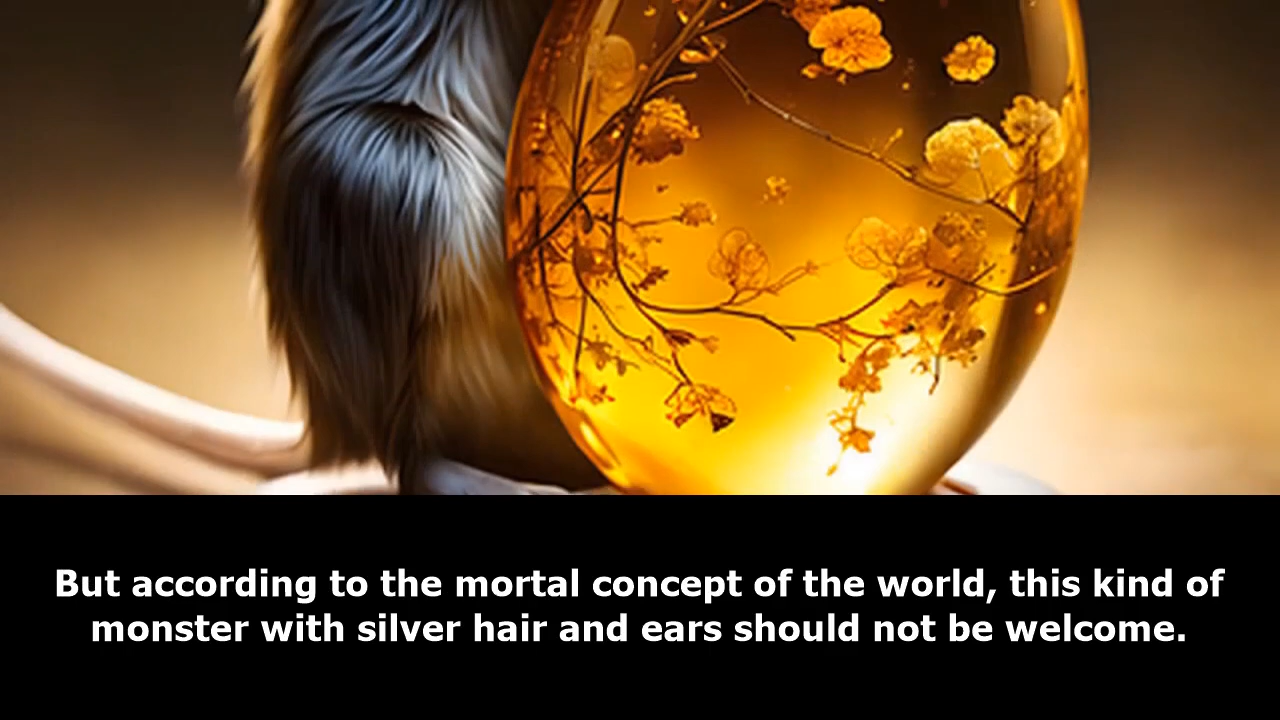 But according to the mortal concept of the world, this kind of
monster with silver hair and ears should not be welcome.